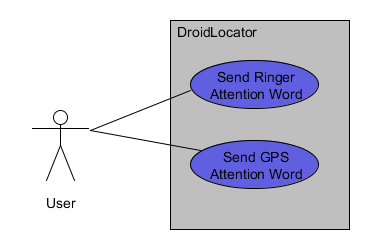 DroidLocator
Send Ringer
Attention Word
Send GPS
Attention Word
User